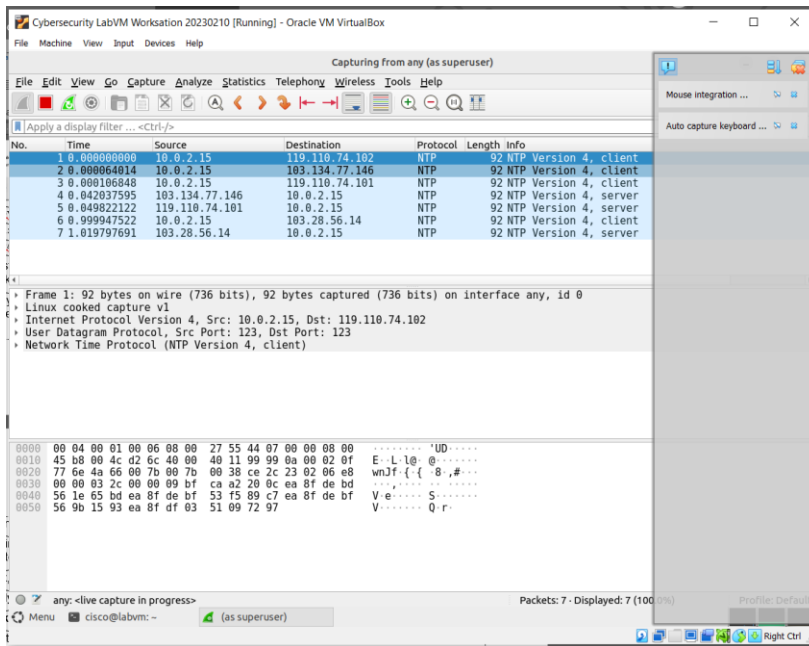 Cybersecurity LabVM Worksation 20230210 [Running] - Oracle VM VirtualBox
File Machine View Input Devices Help
Capturing from any (as superuser)
File Edit View Go Capture Analyze Statistics Telephony Wireless Tools Help
Apply a display filter ... <Ctrl-/>
No. Time Source Destination Protocol Length Info
1 0.000000000 10.0.2.15 119.110.74.102 NTP 92 NTP Version 4, client
2 0.000064014 10.0.2.15 103.134.77.146 NTP 92 NTP Version 4, client
3 0.000106848 10.0.2.15 119.110.74.101 NTP 92 NTP Version 4, client
4 0.042037595 103.134.77.146 10.0.2.15 NTP 92 NTP Version 4, server
5 0.049822122 119.110.74.101 10.0.2.15 NTP 92 NTP Version 4, server
6 0.999947522 10.0.2.15 103.28.56.14 NTP 92 NTP Version 4, client
7 1.019797691 103.28.56.14 10.0.2.15 NTP 92 NTP Version 4, server
Frame 1: 92 bytes on wire (736 bits), 92 bytes captured (736 bits) on interface any, id 0
Linux cooked capture v1
Internet Protocol Version 4, Src: 10.0.2.15, Dst: 119.110.74.102
User Datagram Protocol, Src Port: 123, Dst Port: 123
Network Time Protocol (NTP Version 4, client)
0000 00 04 00 01 00 06 08 00 27 55 44 07 00 00 08 00 ········ 'UD·····
0010 45 b8 00 4c d2 6c 40 00 40 11 99 99 0a 00 02 0f E··L·l@· @·······
0020 77 6e 4a 66 00 7b 00 7b 00 38 ce 2c 23 02 06 e8 wnJf·{·{ ·8·,#···
0030 00 00 03 2c 00 00 09 bf ca a2 20 0c ea 8f de bd ···,···· ·· ·····
0040 56 1e 65 bd ea 8f de bf 53 f5 89 c7 ea 8f de bf V·e····· S·······
0050 56 9b 15 93 ea 8f df 03 51 09 72 97 V······· Q·r·
any: <live capture in progress>
Packets: 7 · Displayed: 7 (100.0%)
Profile: Default
Menu cisco@labvm: ~ (as superuser)
Mouse integration ...
Auto capture keyboard ...
Right Ctrl